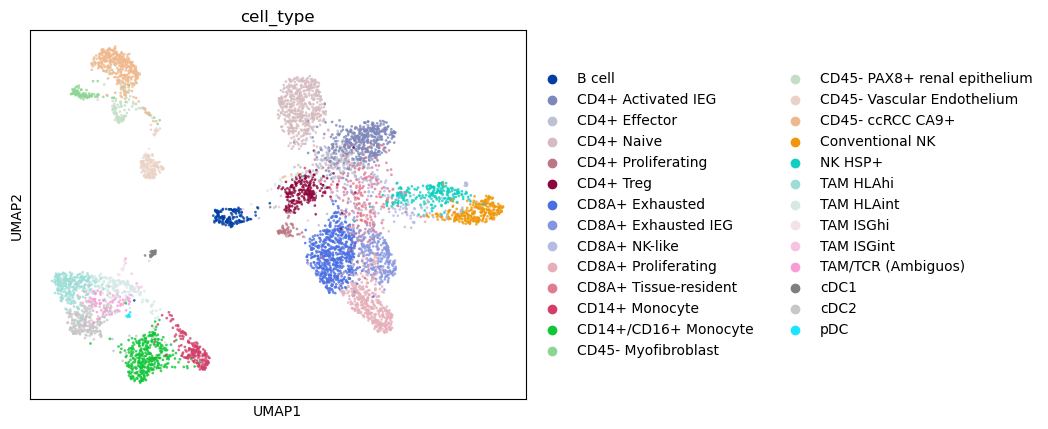 cell_type
UMAP2
UMAP1
B cell
CD4+ Activated IEG
CD4+ Effector
CD4+ Naive
CD4+ Proliferating
CD4+ Treg
CD8A+ Exhausted
CD8A+ Exhausted IEG
CD8A+ NK-like
CD8A+ Proliferating
CD8A+ Tissue-resident
CD14+ Monocyte
CD14+/CD16+ Monocyte
CD45- Myofibroblast
CD45- PAX8+ renal epithelium
CD45- Vascular Endothelium
CD45- ccRCC CA9+
Conventional NK
NK HSP+
TAM HLAhi
TAM HLAint
TAM ISGhi
TAM ISGint
TAM/TCR (Ambiguos)
cDC1
cDC2
pDC